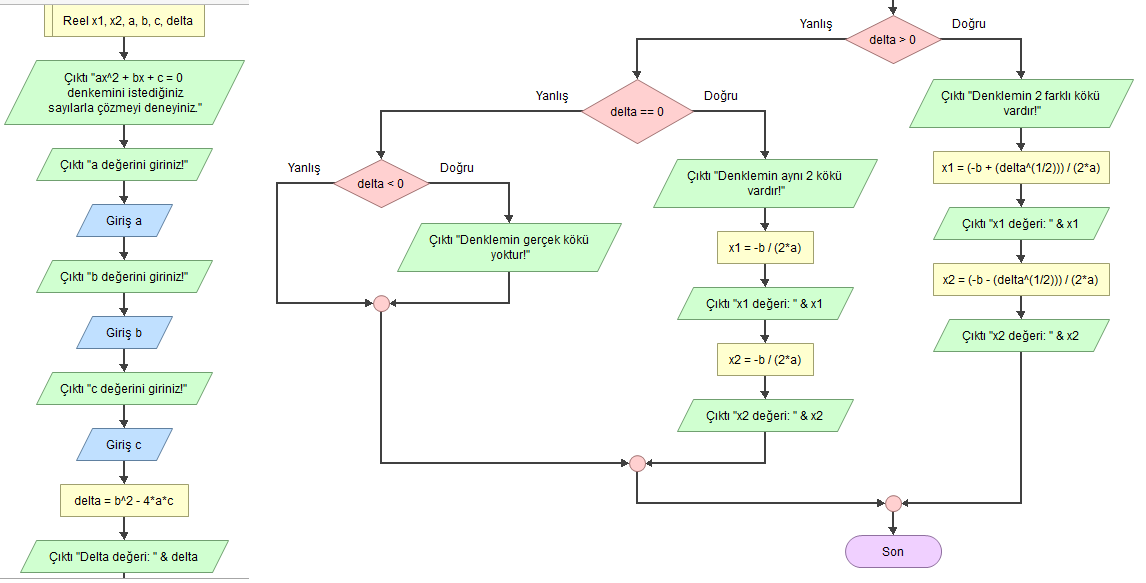 Reel x1, x2, a, b, c, delta
Çıktı "ax^2 + bx + c = 0
denkemini istediğiniz
sayılarla çözmeyi deneyiniz."
Çıktı "a değerini giriniz!"
Giriş a
Çıktı "b değerini giriniz!"
Giriş b
Çıktı "c değerini giriniz!"
Giriş c
delta = b^2 - 4*a*c
Çıktı "Delta değeri: " & delta
delta > 0
Yanlış
Doğru
delta == 0
Yanlış
Doğru
delta < 0
Yanlış
Doğru
Çıktı "Denklemin gerçek kökü
yoktur!"
Çıktı "Denklemin aynı 2 kökü
vardır!"
x1 = -b / (2*a)
Çıktı "x1 değeri: " & x1
x2 = -b / (2*a)
Çıktı "x2 değeri: " & x2
Çıktı "Denklemin 2 farklı kökü
vardır!"
x1 = (-b + (delta^(1/2))) / (2*a)
Çıktı "x1 değeri: " & x1
x2 = (-b - (delta^(1/2))) / (2*a)
Çıktı "x2 değeri: " & x2
Son